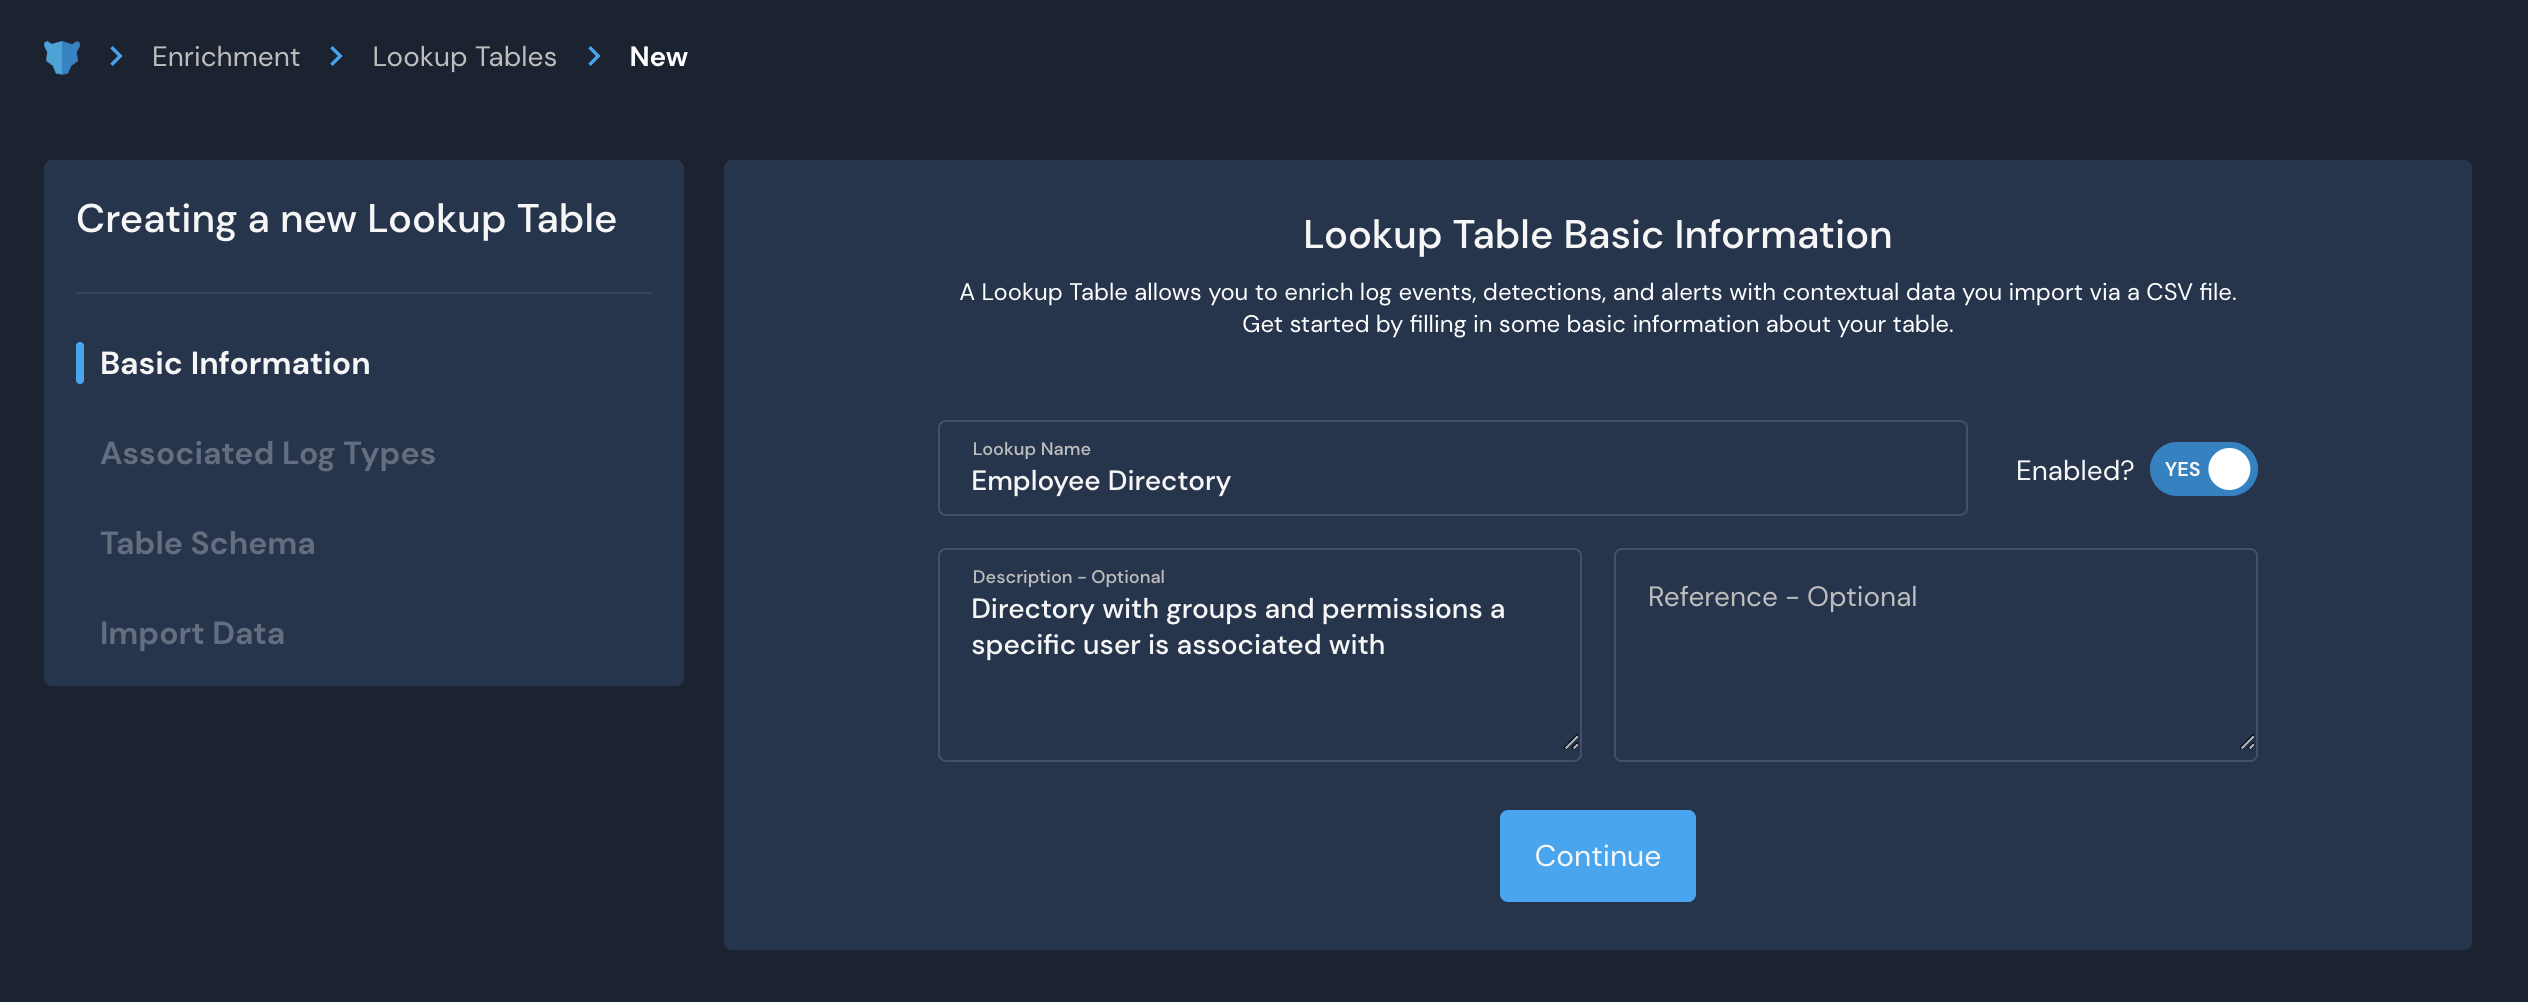 Enrichment
Lookup Tables
New
Creating a new Lookup Table
Basic Information
Associated Log Types
Table Schema
Import Data
Lookup Table Basic Information
A Lookup Table allows you to enrich log events, detections, and alerts with contextual data you import via a CSV file.
Get started by filling in some basic information about your table.
Lookup Name
Employee Directory
Enabled?
YES
Description - Optional
Directory with groups and permissions a
specific user is associated with
Reference - Optional
Continue